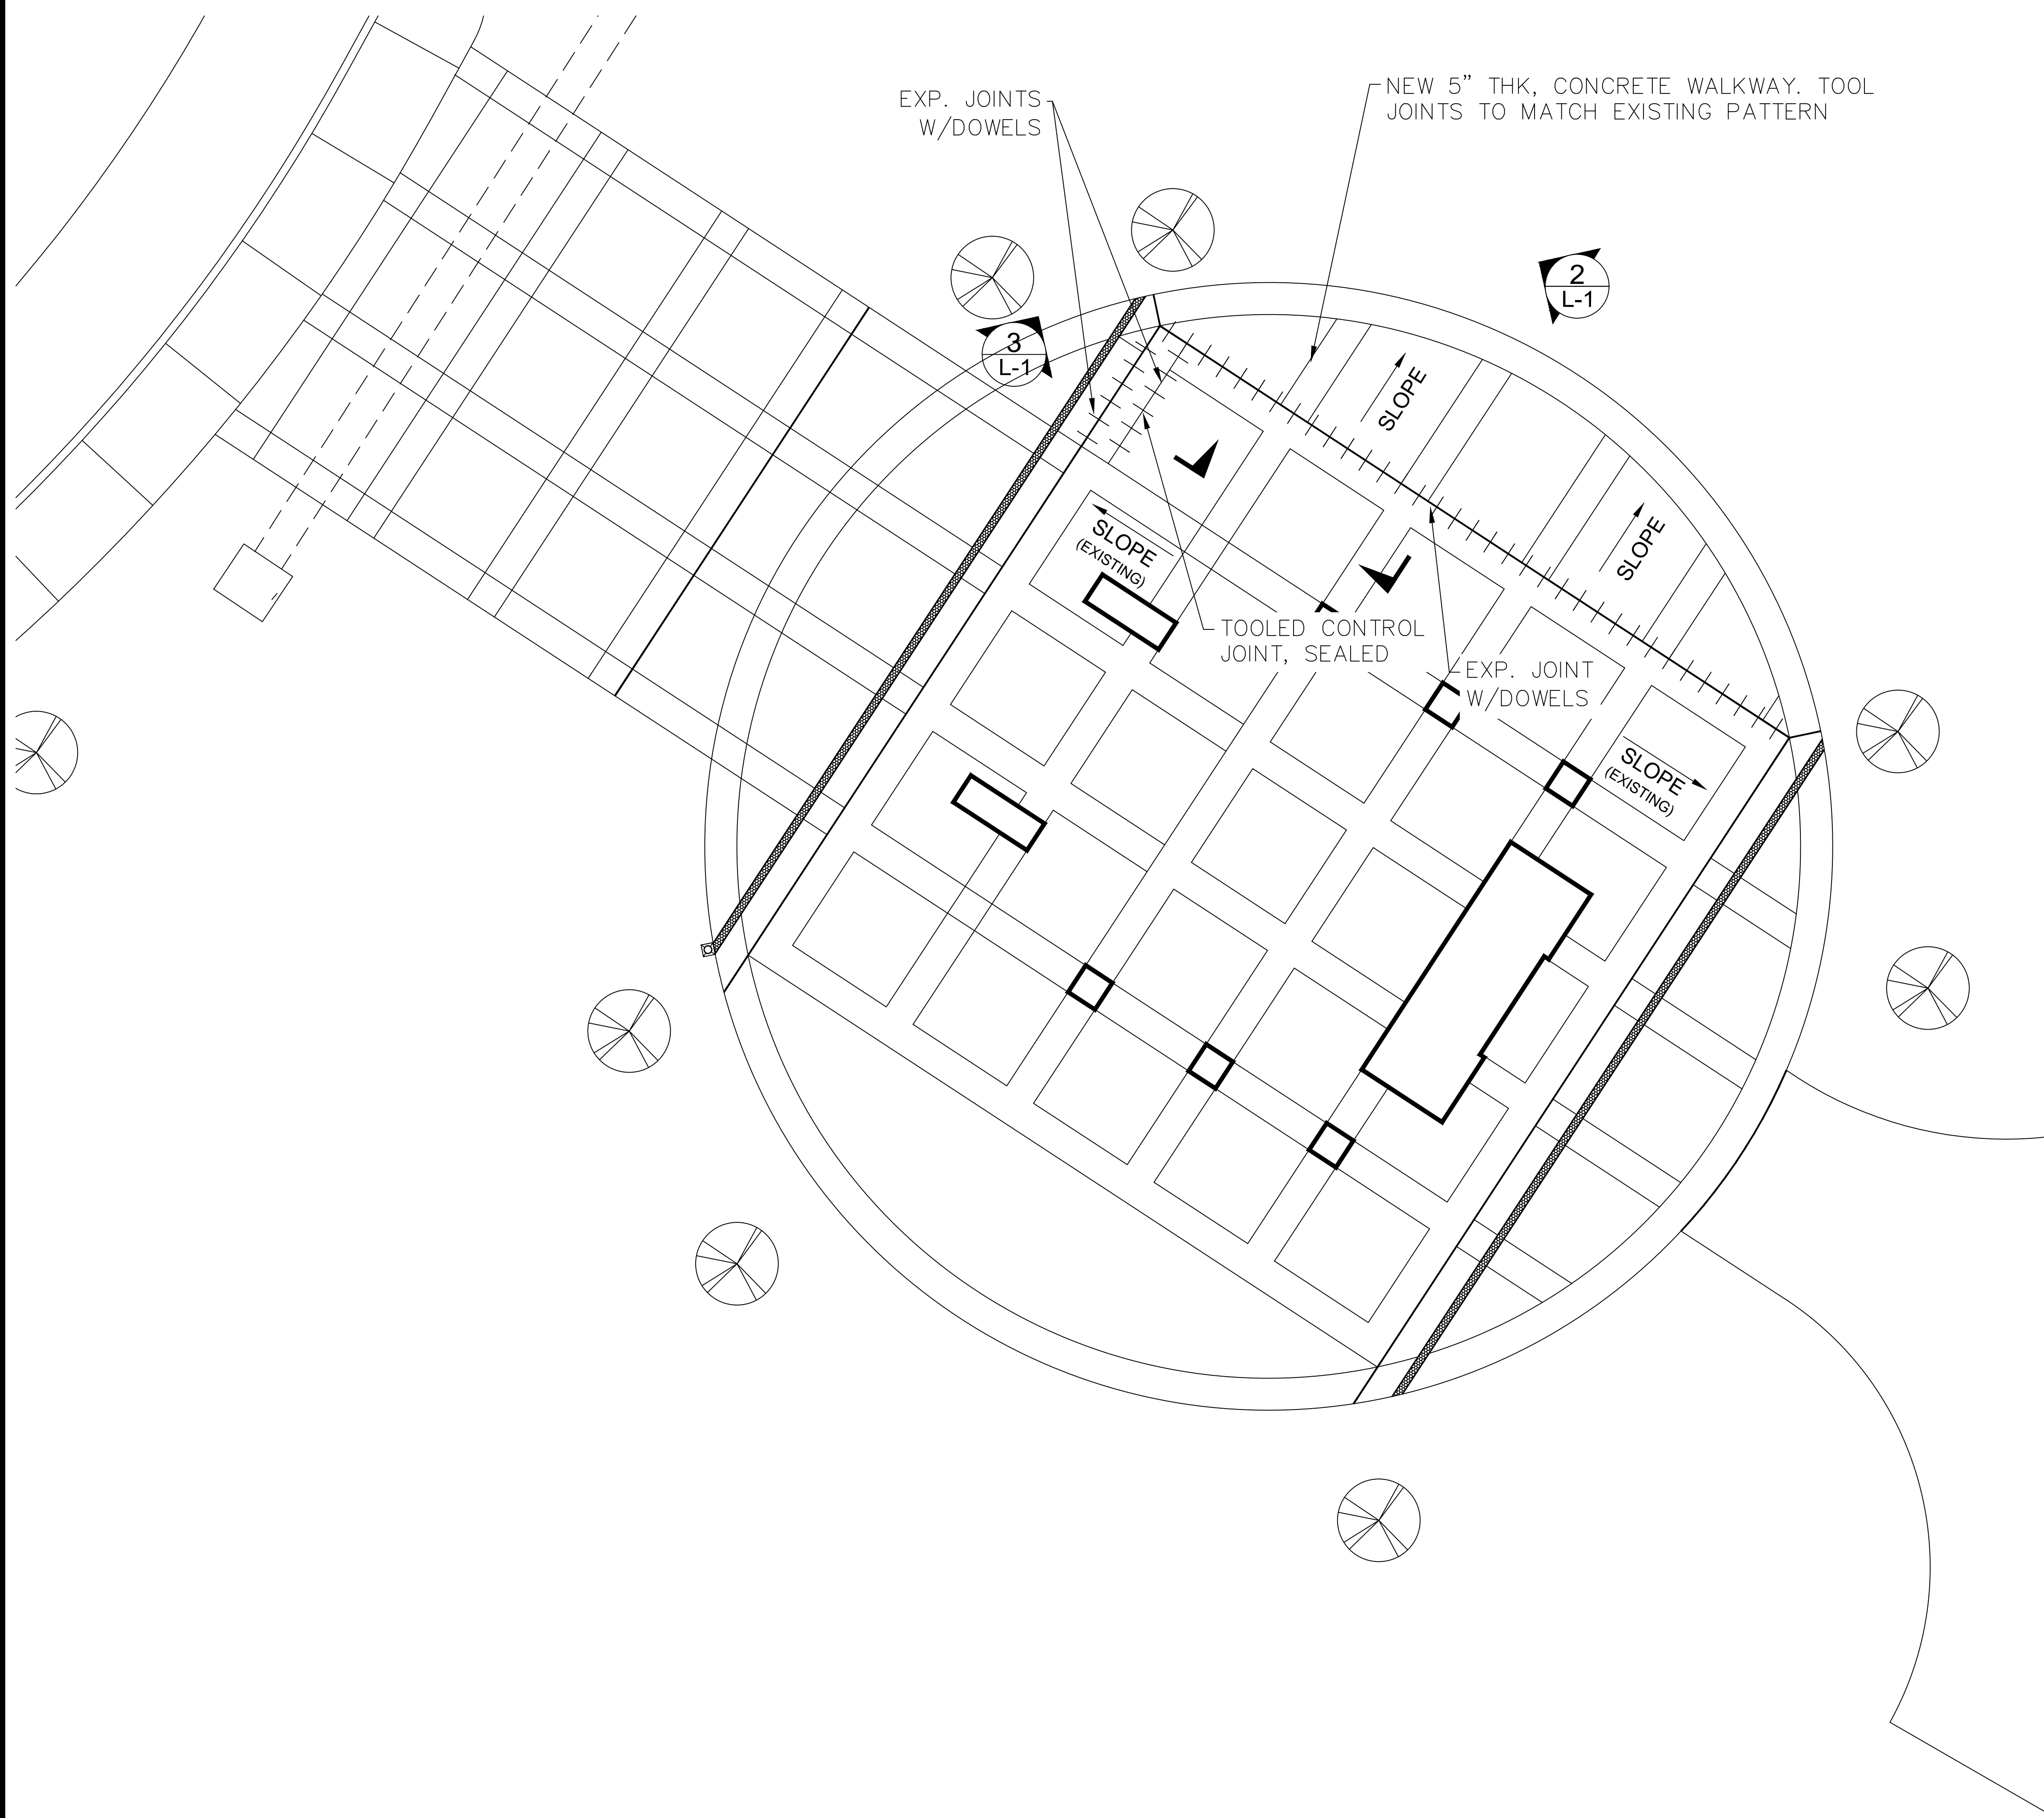 NEW 5” THK, CONCRETE WALKWAY. TOOL
JOINTS TO MATCH EXISTING PATTERN
EXP. JOINTS
W/DOWELS
2
L-1
3
L-1
SLOPE
SLOPE
SLOPE
(EXISTING)
TOOLED CONTROL
JOINT, SEALED
EXP. JOINT
W/DOWELS
SLOPE
(EXISTING)